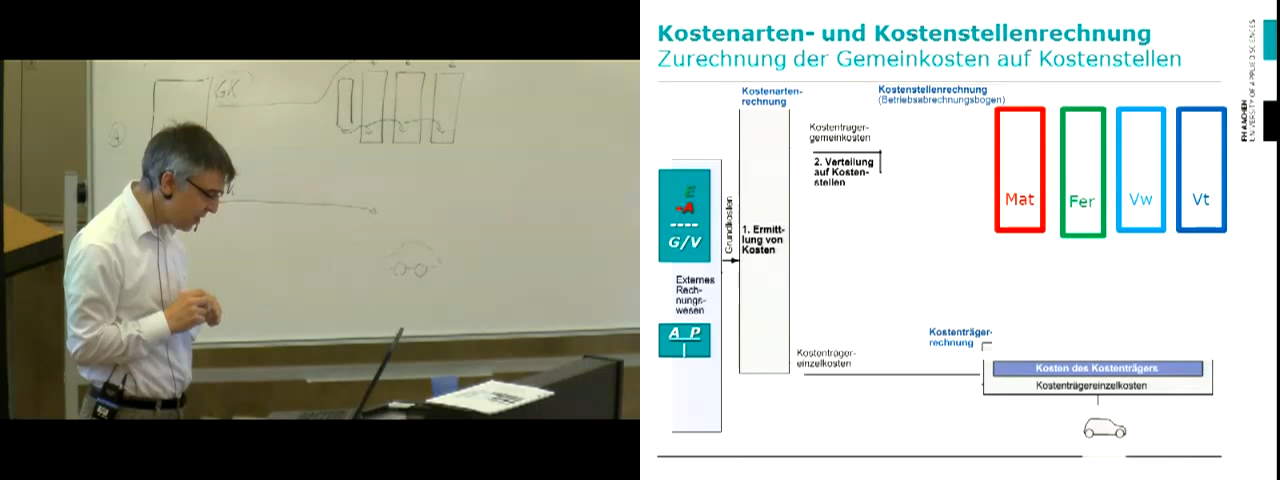 GK
Kostenarten- und Kostenstellenrechnung
Zurechnung der Gemeinkosten auf Kostenstellen
FH AACHEN
UNIVERSITY OF APPLIED SCIENCES
Kostenarten-
rechnung
Kostenstellenrechnung
(Betriebsabrechnungsbogen)
Kostenträger-
gemeinkosten
2. Verteilung
auf Kosten-
stellen
Mat
Fer
Vw
Vt
E
-A
----
G/V
Grundkosten
1. Ermitt-
lung von
Kosten
Externes
Rech-
nungs-
wesen
A P
Kostenträger-
einzelkosten
Kostenträger-
rechnung
Kosten des Kostenträgers
Kostenträgereinzelkosten